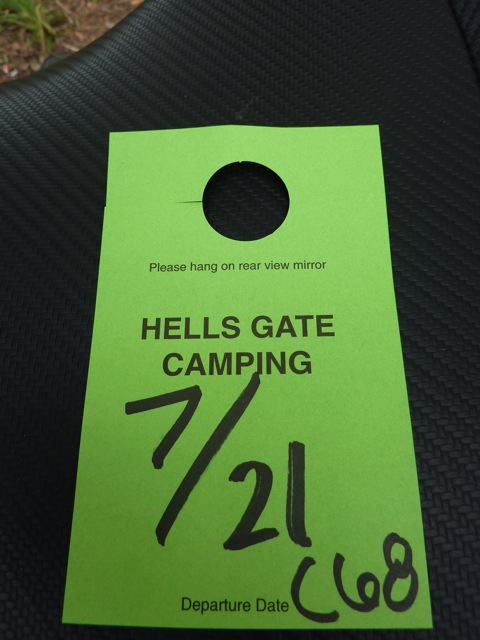 Please hang on rear view mirror
HELLS GATE
CAMPING
7/21
C68
Departure Date